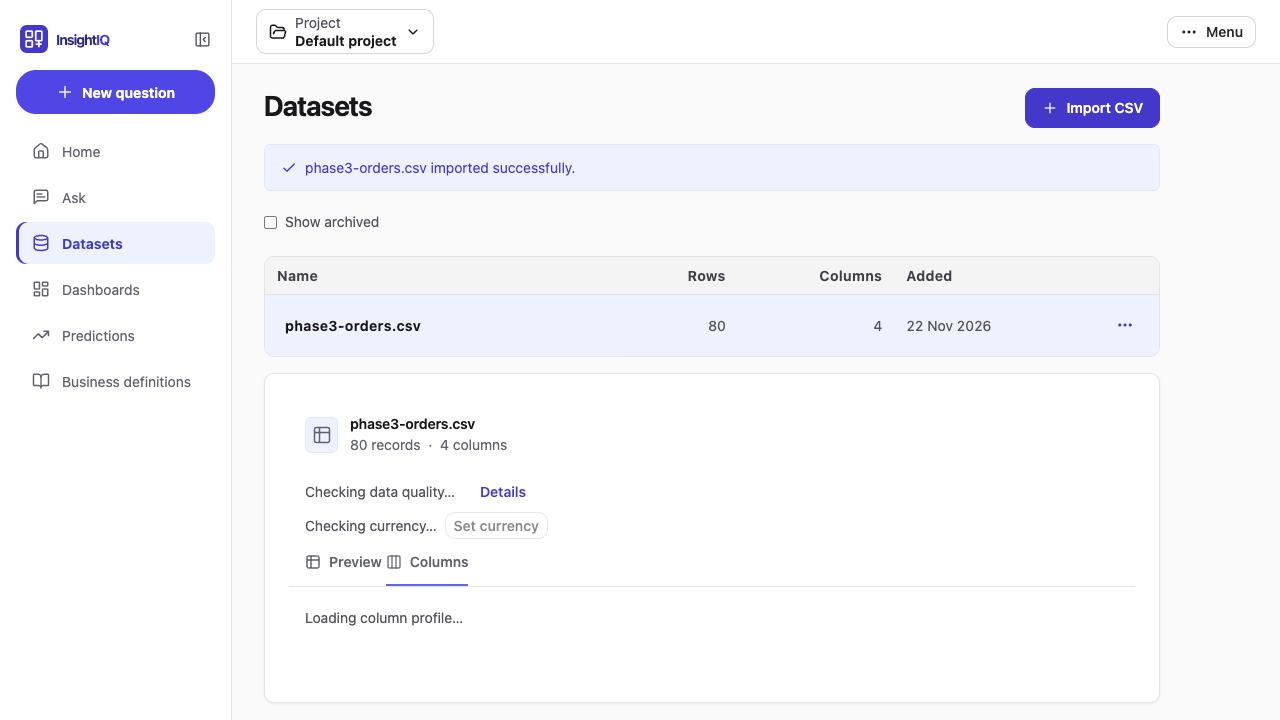 InsightIQ
New question
Home
Ask
Datasets
Dashboards
Predictions
Business definitions
Project
Default project
Menu
Datasets
Import CSV
phase3-orders.csv imported successfully.
Show archived
Name Rows Columns Added
phase3-orders.csv 80 4 22 Nov 2026
phase3-orders.csv
80 records · 4 columns
Checking data quality... Details
Checking currency... Set currency
Preview Columns
Loading column profile...